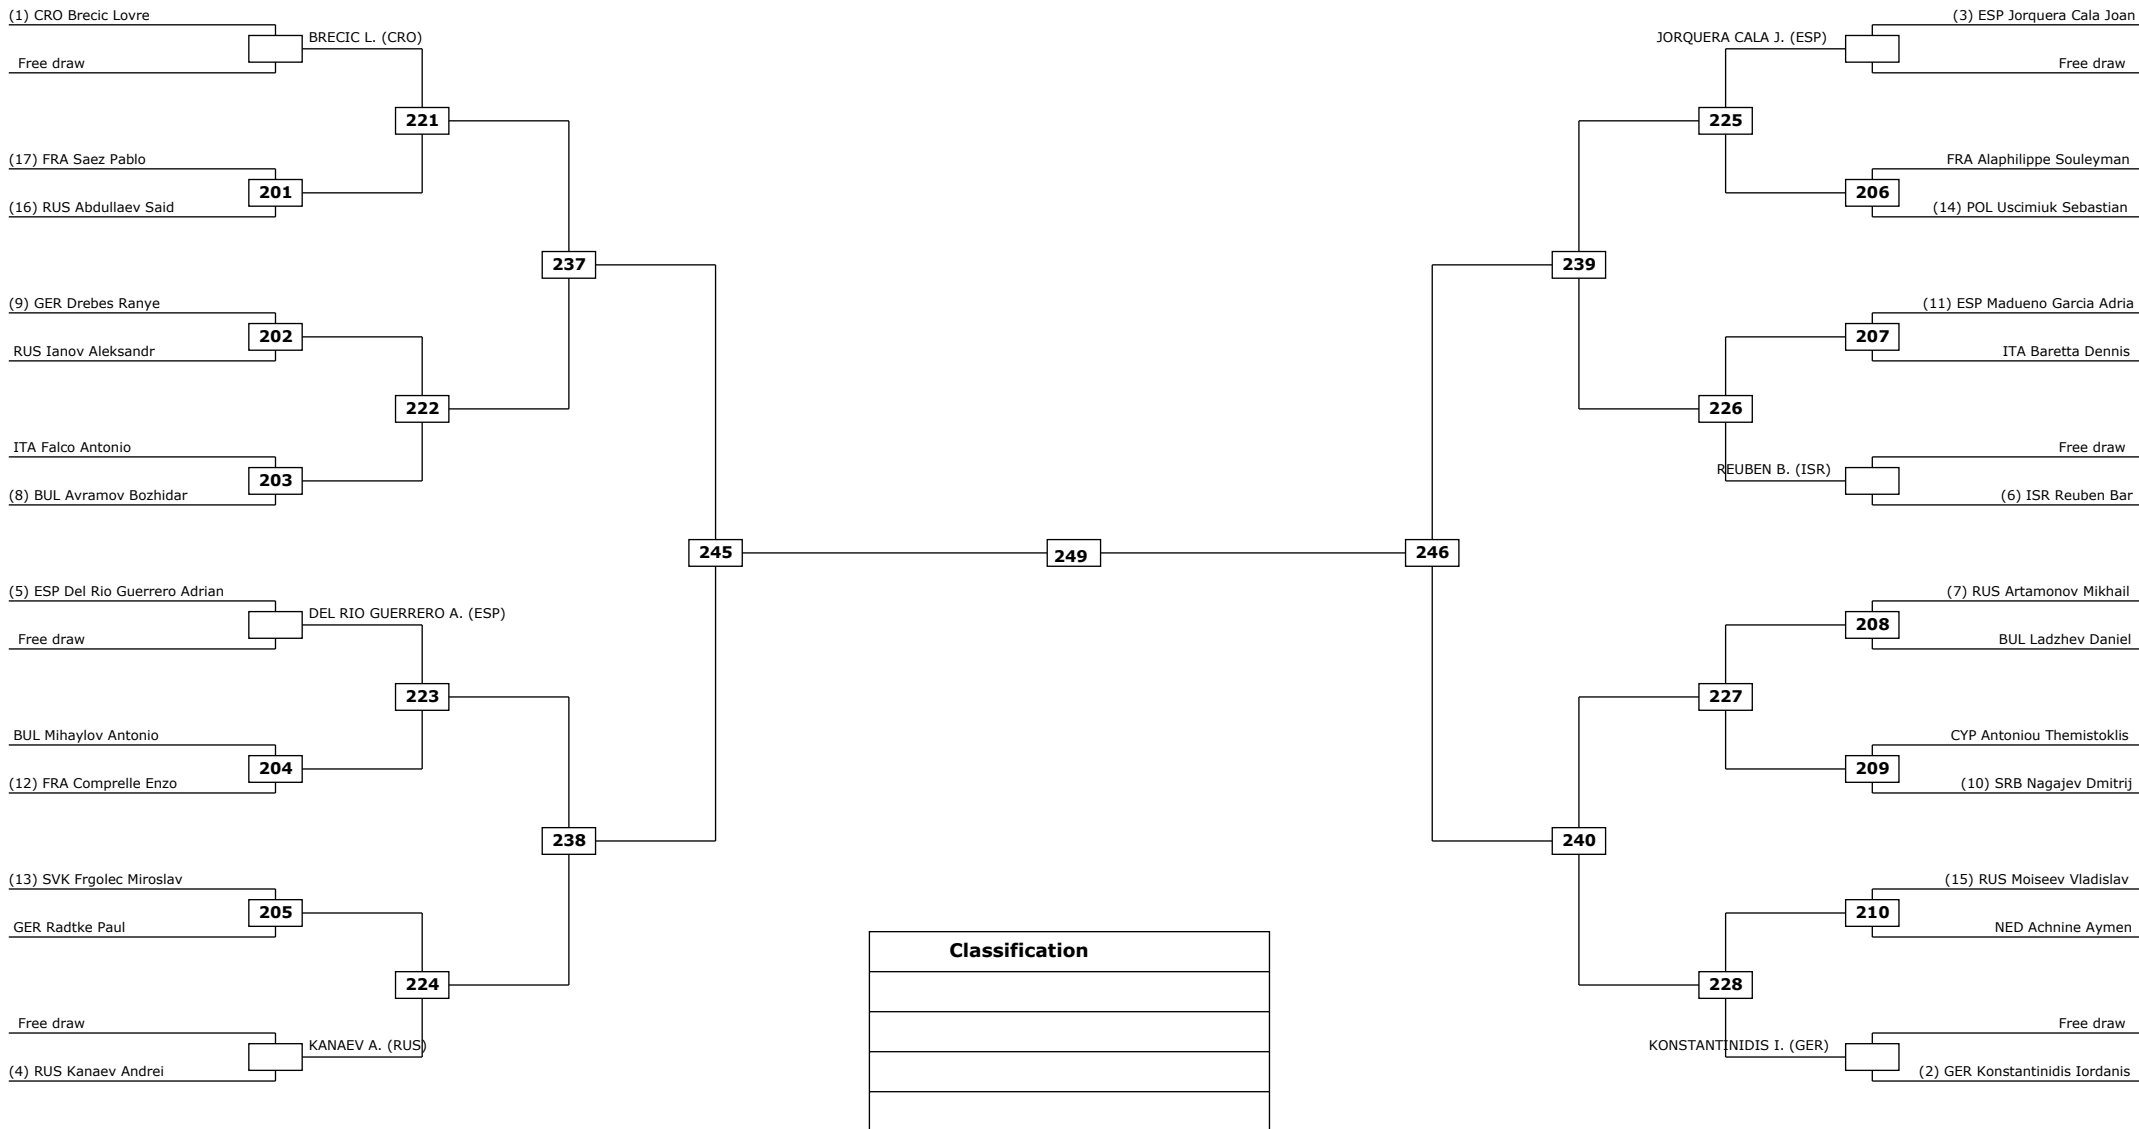 (1) CRO Brecic Lovre
BRECIC L. (CRO)
Free draw
221
(17) FRA Saez Pablo
201
(16) RUS Abdullaev Said
237
(9) GER Drebes Ranye
202
RUS Ianov Aleksandr
222
ITA Falco Antonio
203
(8) BUL Avramov Bozhidar
245
(5) ESP Del Rio Guerrero Adrian
DEL RIO GUERRERO A. (ESP)
Free draw
223
BUL Mihaylov Antonio
204
(12) FRA Comprelle Enzo
238
(13) SVK Frgolec Miroslav
205
GER Radtke Paul
224
Free draw
KANAEV A. (RUS)
(4) RUS Kanaev Andrei
249
(3) ESP Jorquera Cala Joan
JORQUERA CALA J. (ESP)
Free draw
225
FRA Alaphilippe Souleyman
206
(14) POL Uscimiuk Sebastian
239
(11) ESP Madueno Garcia Adria
207
ITA Baretta Dennis
226
Free draw
REUBEN B. (ISR)
(6) ISR Reuben Bar
246
(7) RUS Artamonov Mikhail
208
BUL Ladzhev Daniel
227
CYP Antoniou Themistoklis
209
(10) SRB Nagajev Dmitrij
240
(15) RUS Moiseev Vladislav
210
NED Achnine Aymen
228
Free draw
KONSTANTINIDIS I. (GER)
(2) GER Konstantinidis Iordanis
Classification